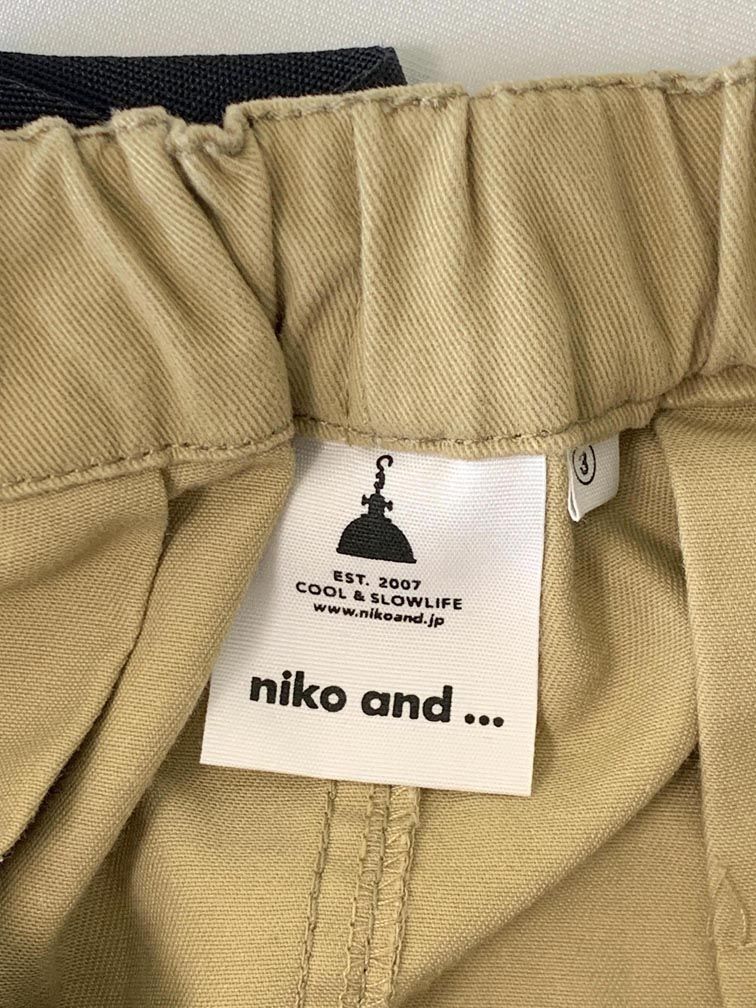 ③
EST. 2007
COOL & SLOWLIFE
www.nikoand.jp
niko and ...